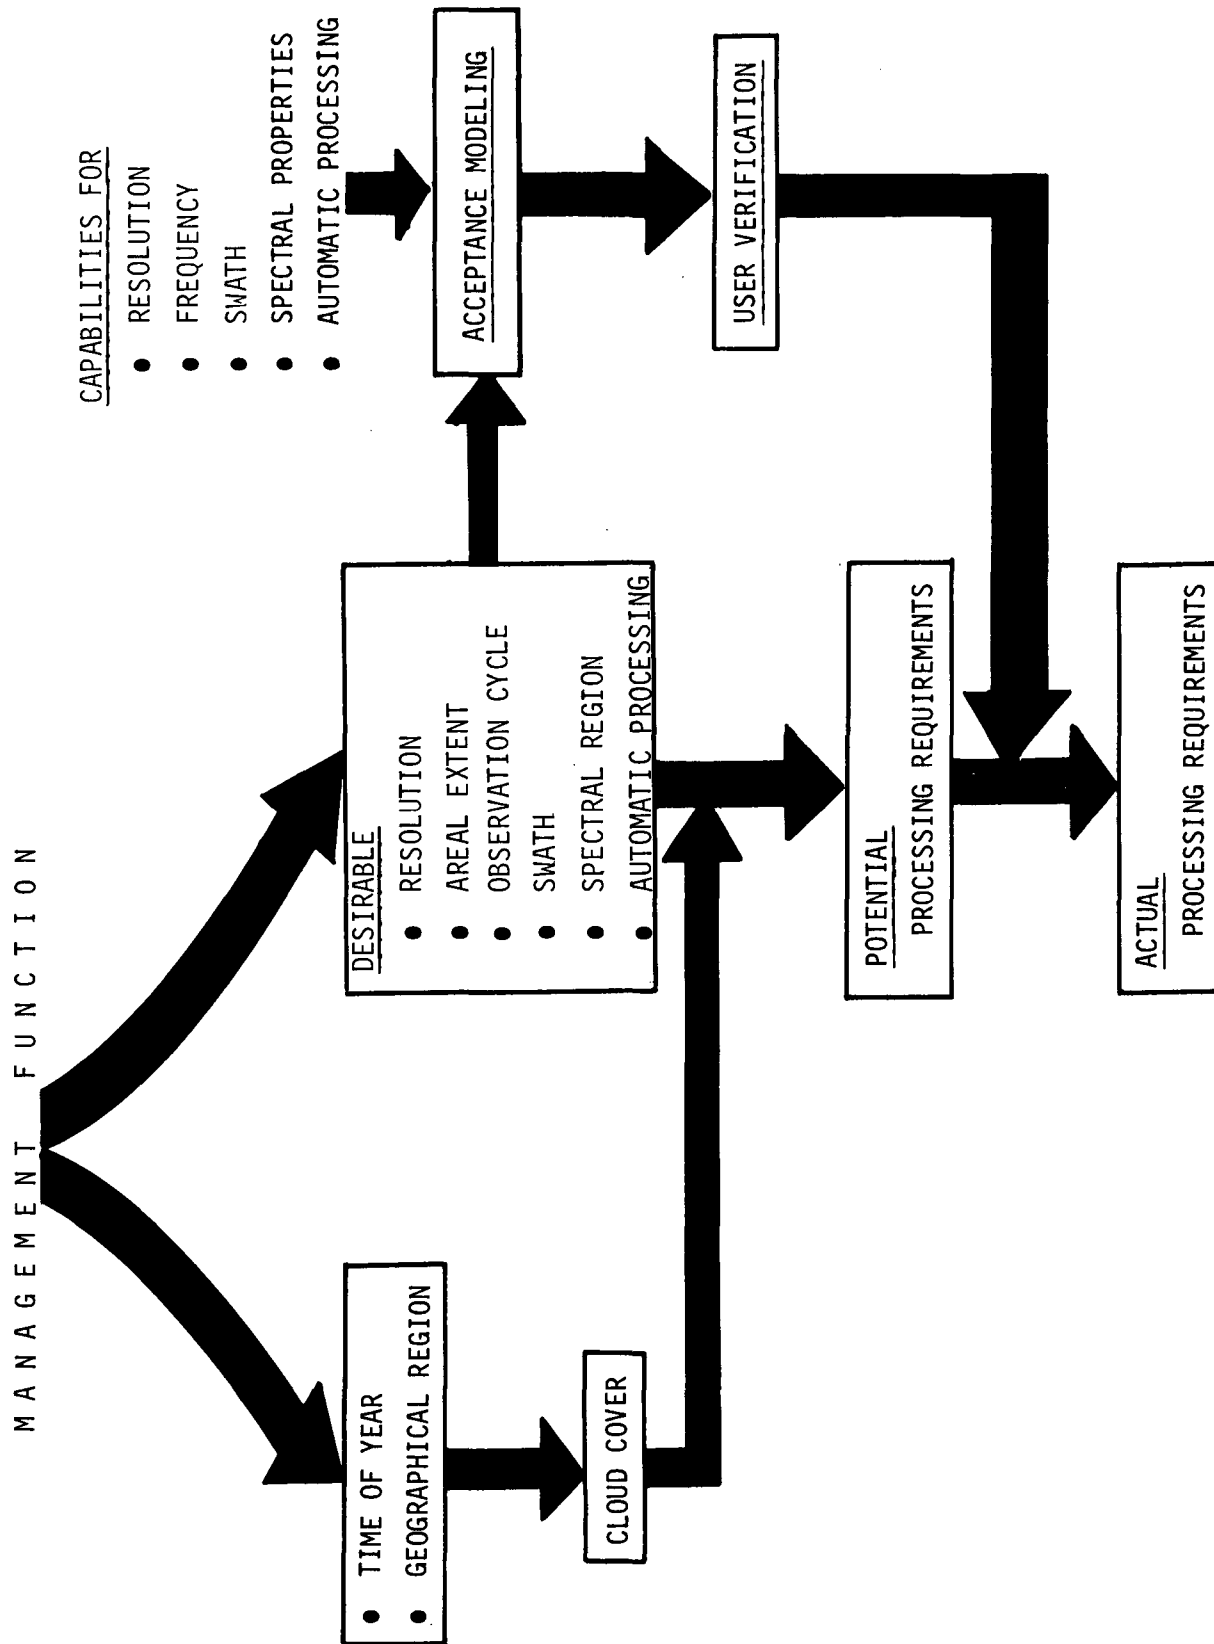 MANAGEMENT FUNCTION
● TIME OF YEAR
● GEOGRAPHICAL REGION
CLOUD COVER
DESIRABLE
● RESOLUTION
● AREAL EXTENT
● OBSERVATION CYCLE
● SWATH
● SPECTRAL REGION
● AUTOMATIC PROCESSING
POTENTIAL
PROCESSING REQUIREMENTS
ACTUAL
PROCESSING REQUIREMENTS
CAPABILITIES FOR
● RESOLUTION
● FREQUENCY
● SWATH
● SPECTRAL PROPERTIES
● AUTOMATIC PROCESSING
ACCEPTANCE MODELING
USER VERIFICATION